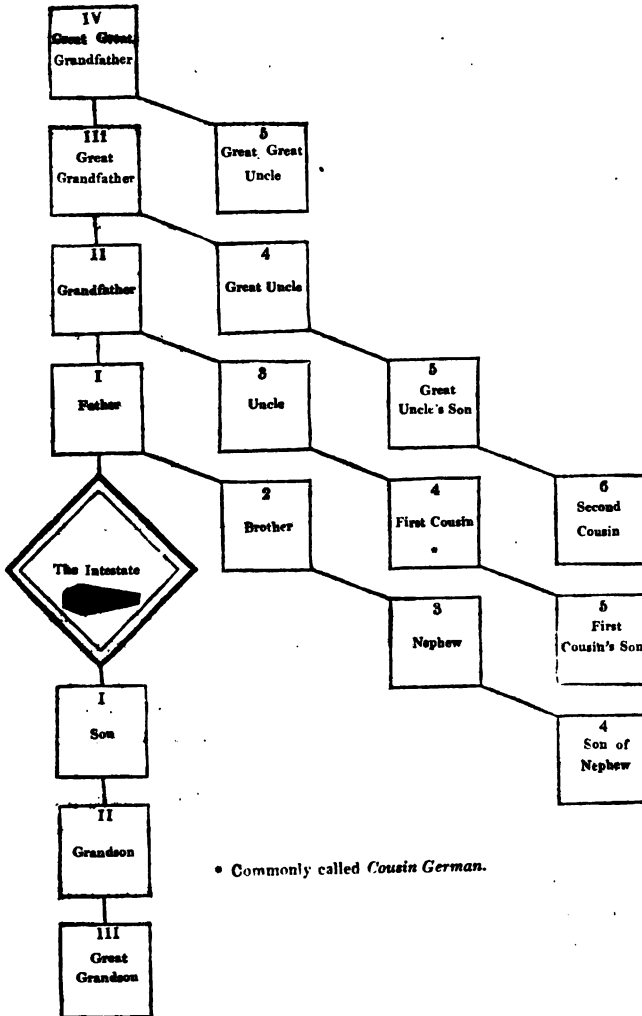 IV
Great Great
Grandfather
5
Great Great
Uncle
III
Great
Grandfather
4
Great Uncle
II
Grandfather
5
Great
Uncle's Son
3
Uncle
I
Father
6
Second
Cousin
4
First Cousin
*
2
Brother
The Intestate
5
First
Cousin's Son
3
Nephew
I
Son
4
Son of
Nephew
II
Grandson
* Commonly called Cousin German.
III
Great
Grandson